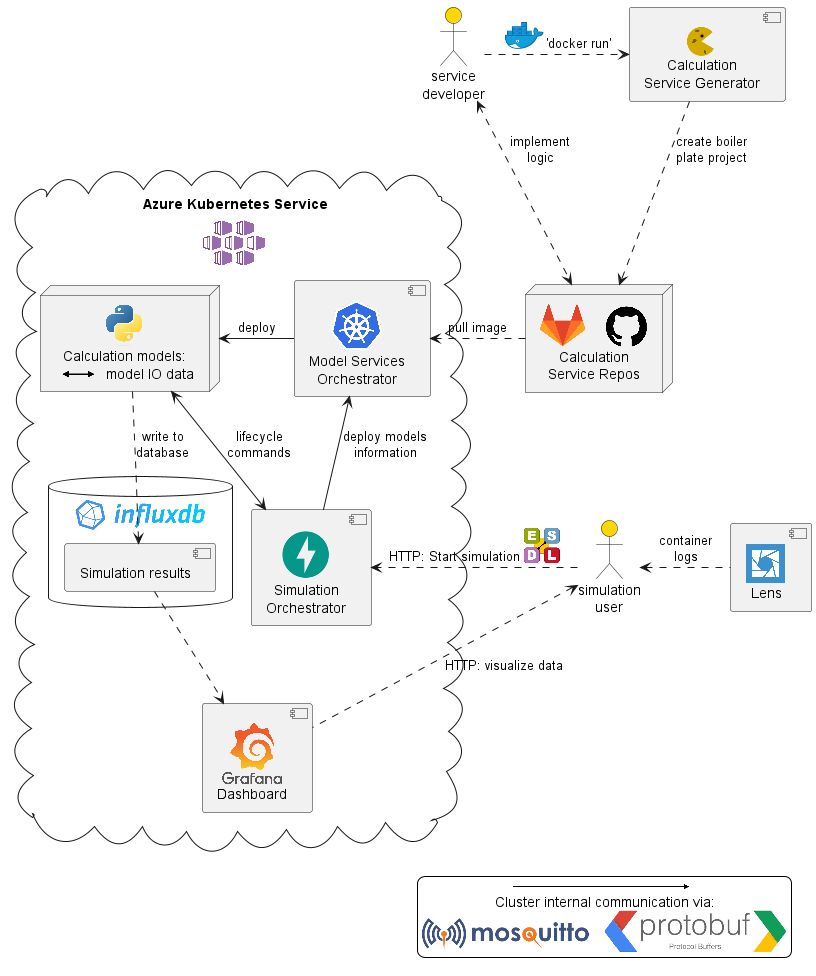 'docker run'
Calculation
Service Generator
service
developer
implement
logic
create boiler
plate project
Azure Kubernetes Service
Calculation models:
model IO data
deploy
Model Services
Orchestrator
pull image
Calculation
Service Repos
write to
database
lifecycle
commands
deploy models
information
influxdb
Simulation results
Simulation
Orchestrator
HTTP: Start simulation
E S
D L
simulation
user
container
logs
Lens
HTTP: visualize data
Grafana
Dashboard
Cluster internal communication via:
mosquitto
protobuf
Protocol Buffers